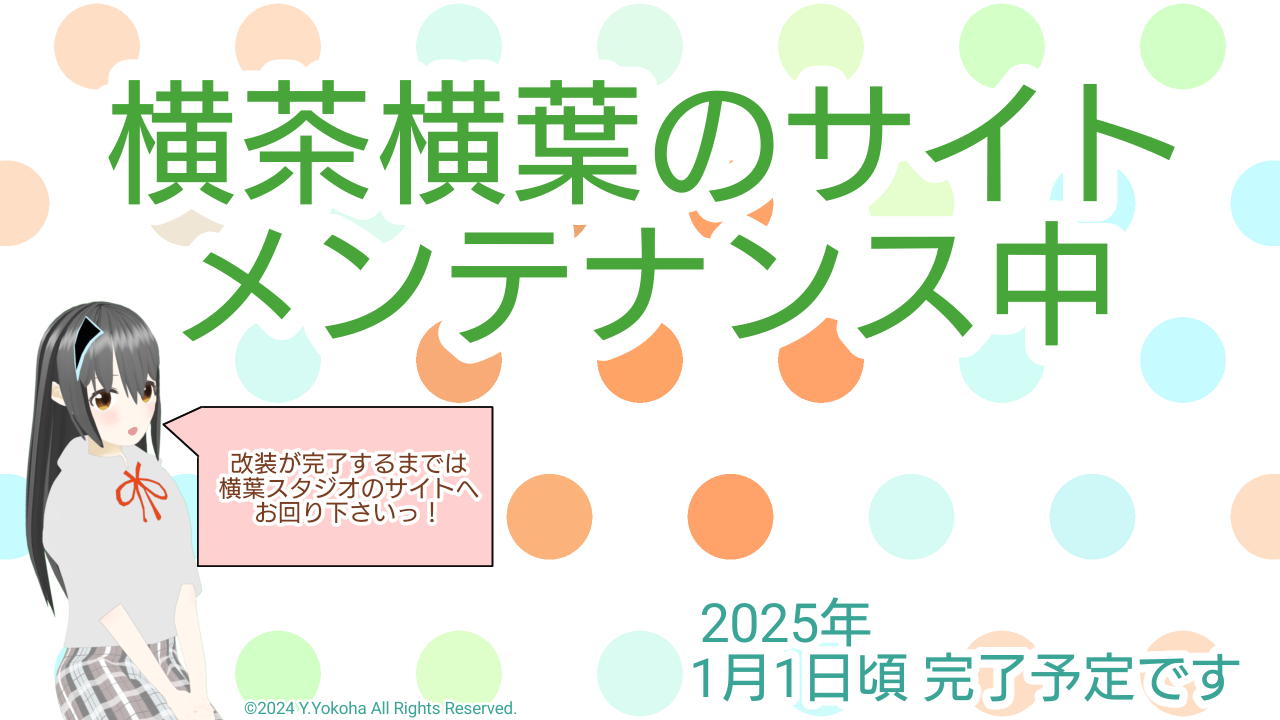 横茶横葉のサイト
メンテナンス中
改装が完了するまでは
横葉スタジオのサイトへ
お回り下さいっ！
2025年
1月1日頃 完了予定です
©2024 Y.Yokoha All Rights Reserved.